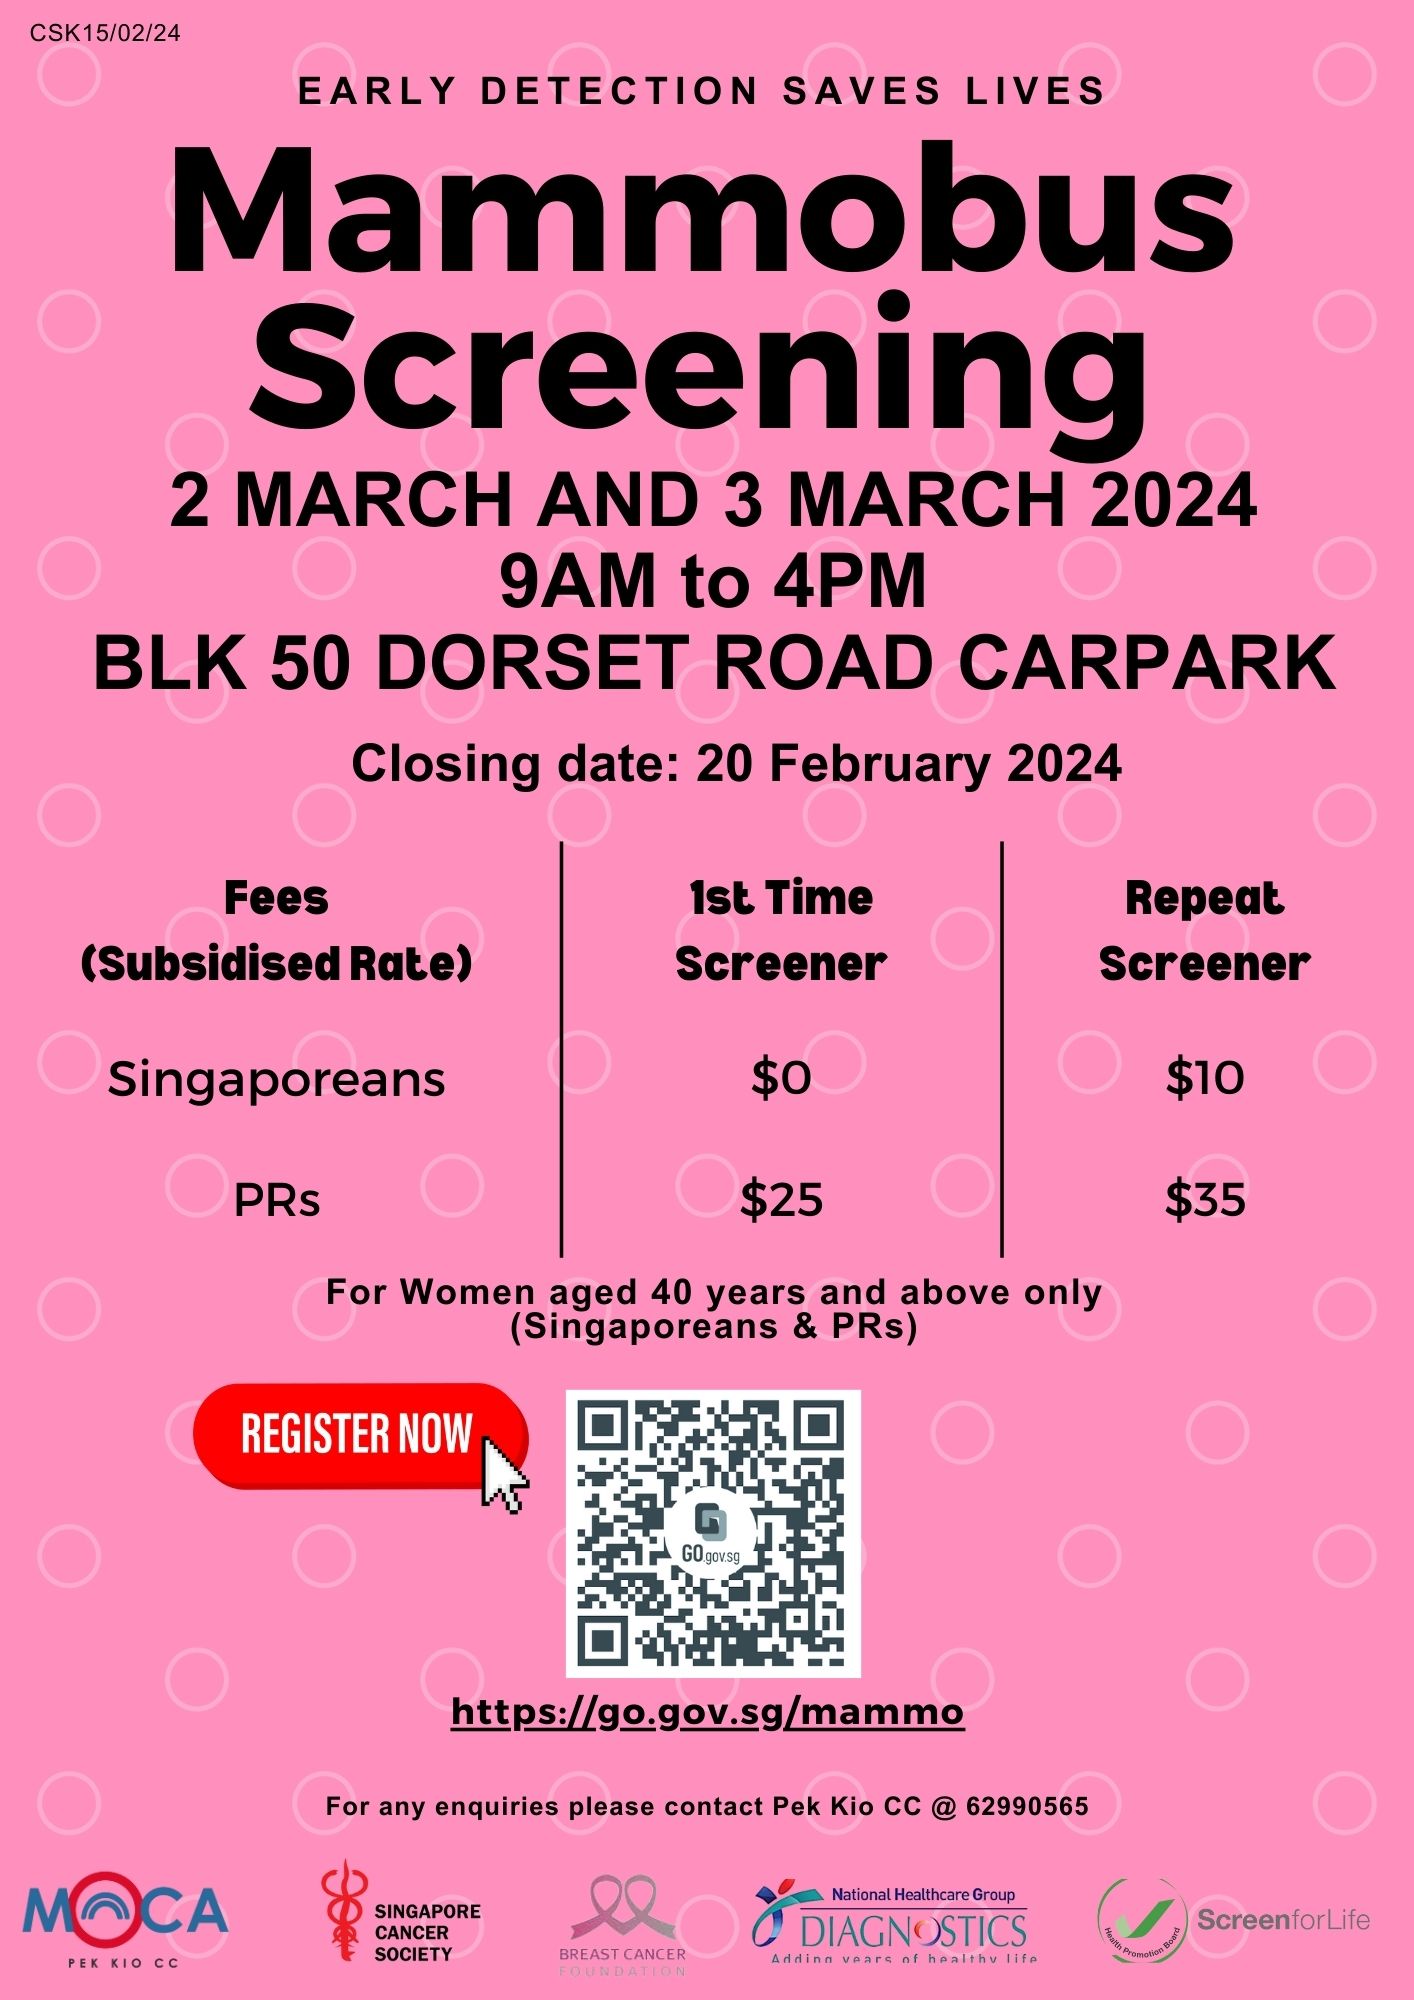 CSK15/02/24
EARLY DETECTION SAVES LIVES
Mammobus
Screening
2 MARCH AND 3 MARCH 2024
9AM to 4PM
BLK 50 DORSET ROAD CARPARK
Closing date: 20 February 2024
Fees
(Subsidised Rate)
1st Time
Screener
Repeat
Screener
Singaporeans
$0
$10
PRs
$25
$35
For Women aged 40 years and above only
(Singaporeans & PRs)
REGISTER NOW
GO.gov.sg
https://go.gov.sg/mammo
For any enquiries please contact Pek Kio CC @ 62990565
MOCA
PEK KIO CC
SINGAPORE
CANCER
SOCIETY
BREAST CANCER
FOUNDATION
National Healthcare Group
DIAGNOSTICS
Adding years of healthy life
Health Promotion Board
ScreenforLife